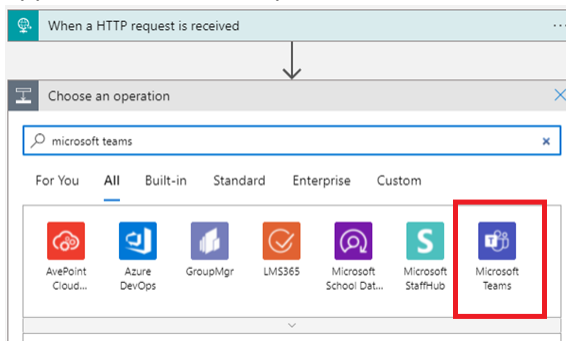 When a HTTP request is received
Choose an operation
microsoft teams
For You All Built-in Standard Enterprise Custom
AvePoint Cloud...
Azure DevOps
GroupMgr
LMS365
Microsoft School Dat...
Microsoft StaffHub
Microsoft Teams